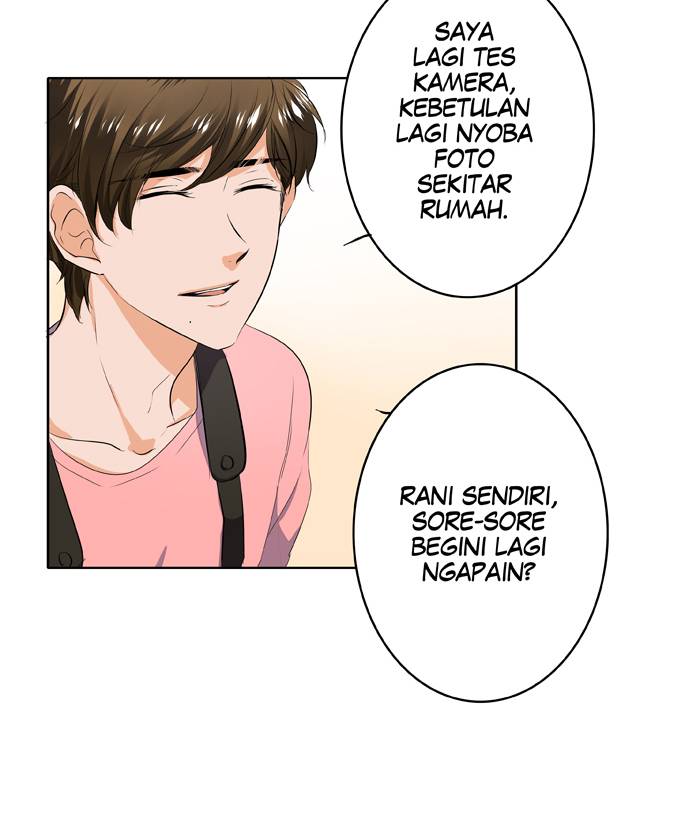 SAYA
LAGI TES
KAMERA,
KEBETULAN
LAGI NYOBA
FOTO
SEKITAR
RUMAH.
RANI SENDIRI,
SORE-SORE
BEGINI LAGI
NGAPAIN?